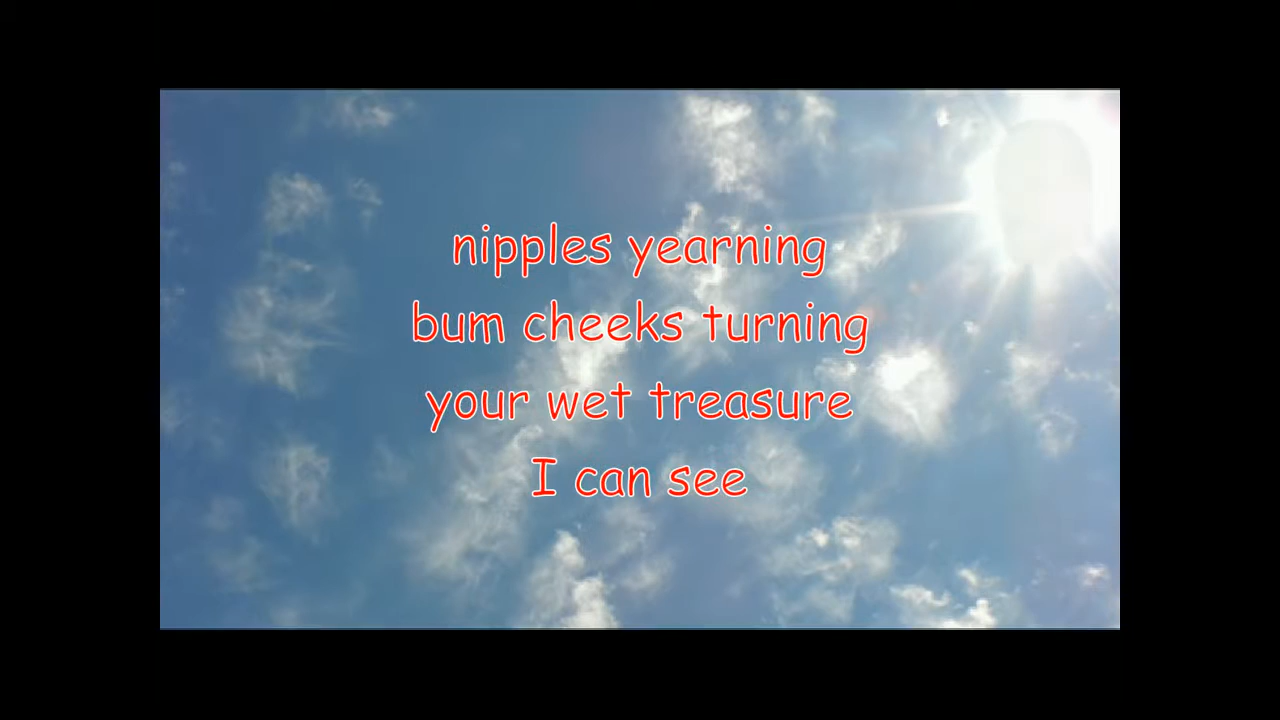 nipples yearning
bum cheeks turning
your wet treasure
I can see